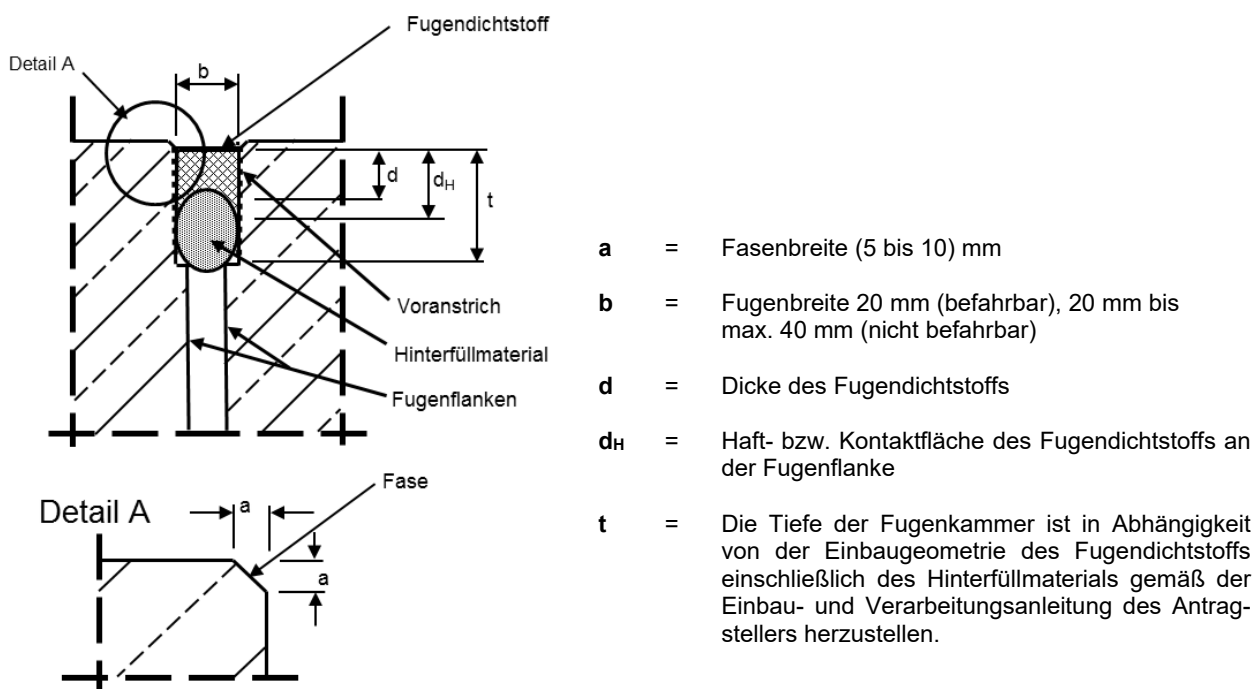 Fugendichtstoff
Detail A
b
d
dH
t
Voranstrich
Hinterfüllmaterial
Fugenflanken
Fase
Detail A
a
a
a = Fasenbreite (5 bis 10) mm
b = Fugenbreite 20 mm (befahrbar), 20 mm bis
max. 40 mm (nicht befahrbar)
d = Dicke des Fugendichtstoffs
dH = Haft- bzw. Kontaktfläche des Fugendichtstoffs an
der Fugenflanke
t = Die Tiefe der Fugenkammer ist in Abhängigkeit
von der Einbaugeometrie des Fugendichtstoffs
einschließlich des Hinterfüllmaterials gemäß der
Einbau- und Verarbeitungsanleitung des Antrag-
stellers herzustellen.